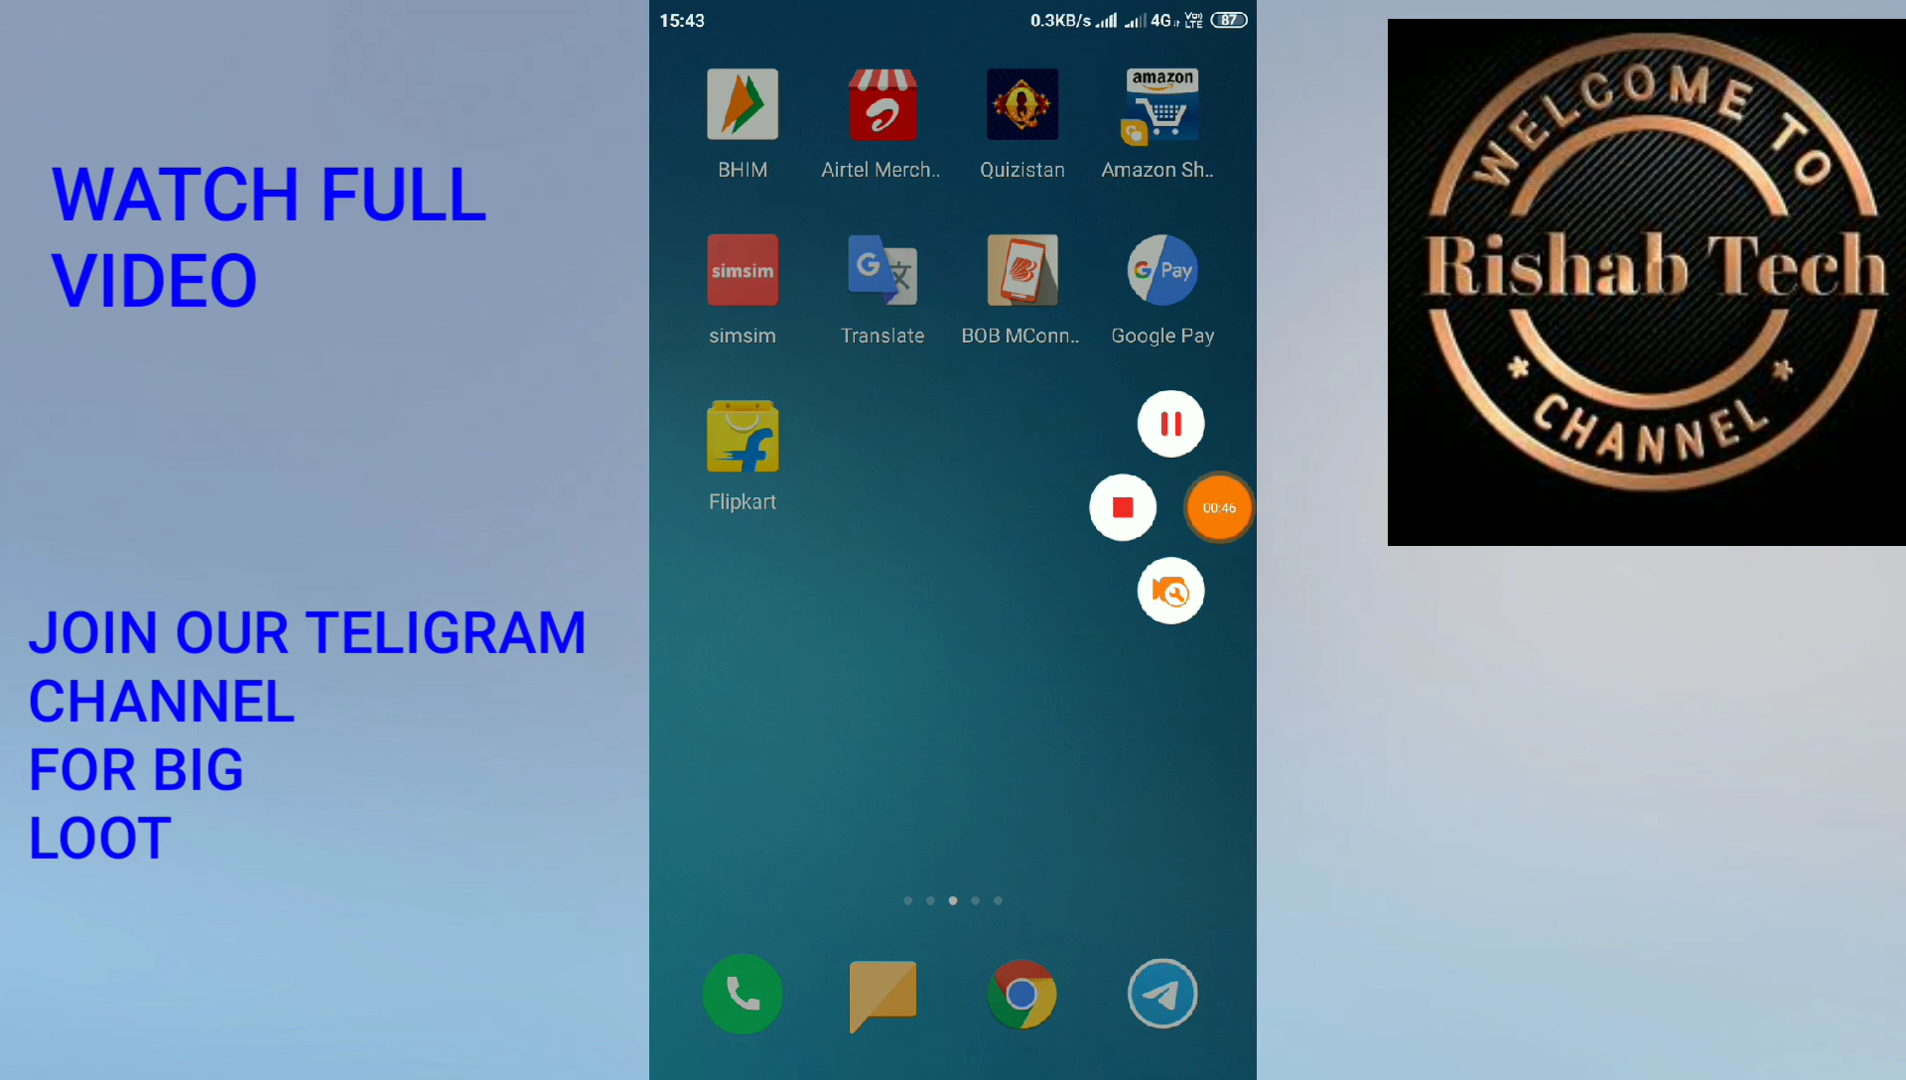 15:43
0.3KB/s 4G Vo) LTE 87
WATCH FULL
VIDEO
JOIN OUR TELIGRAM
CHANNEL
FOR BIG
LOOT
amazon
BHIM
Airtel Merch..
Quizistan
Amazon Sh..
simsim
G
G Pay
simsim
Translate
BOB MConn..
Google Pay
Flipkart
00:46
WELCOME TO
Rishab Tech
CHANNEL